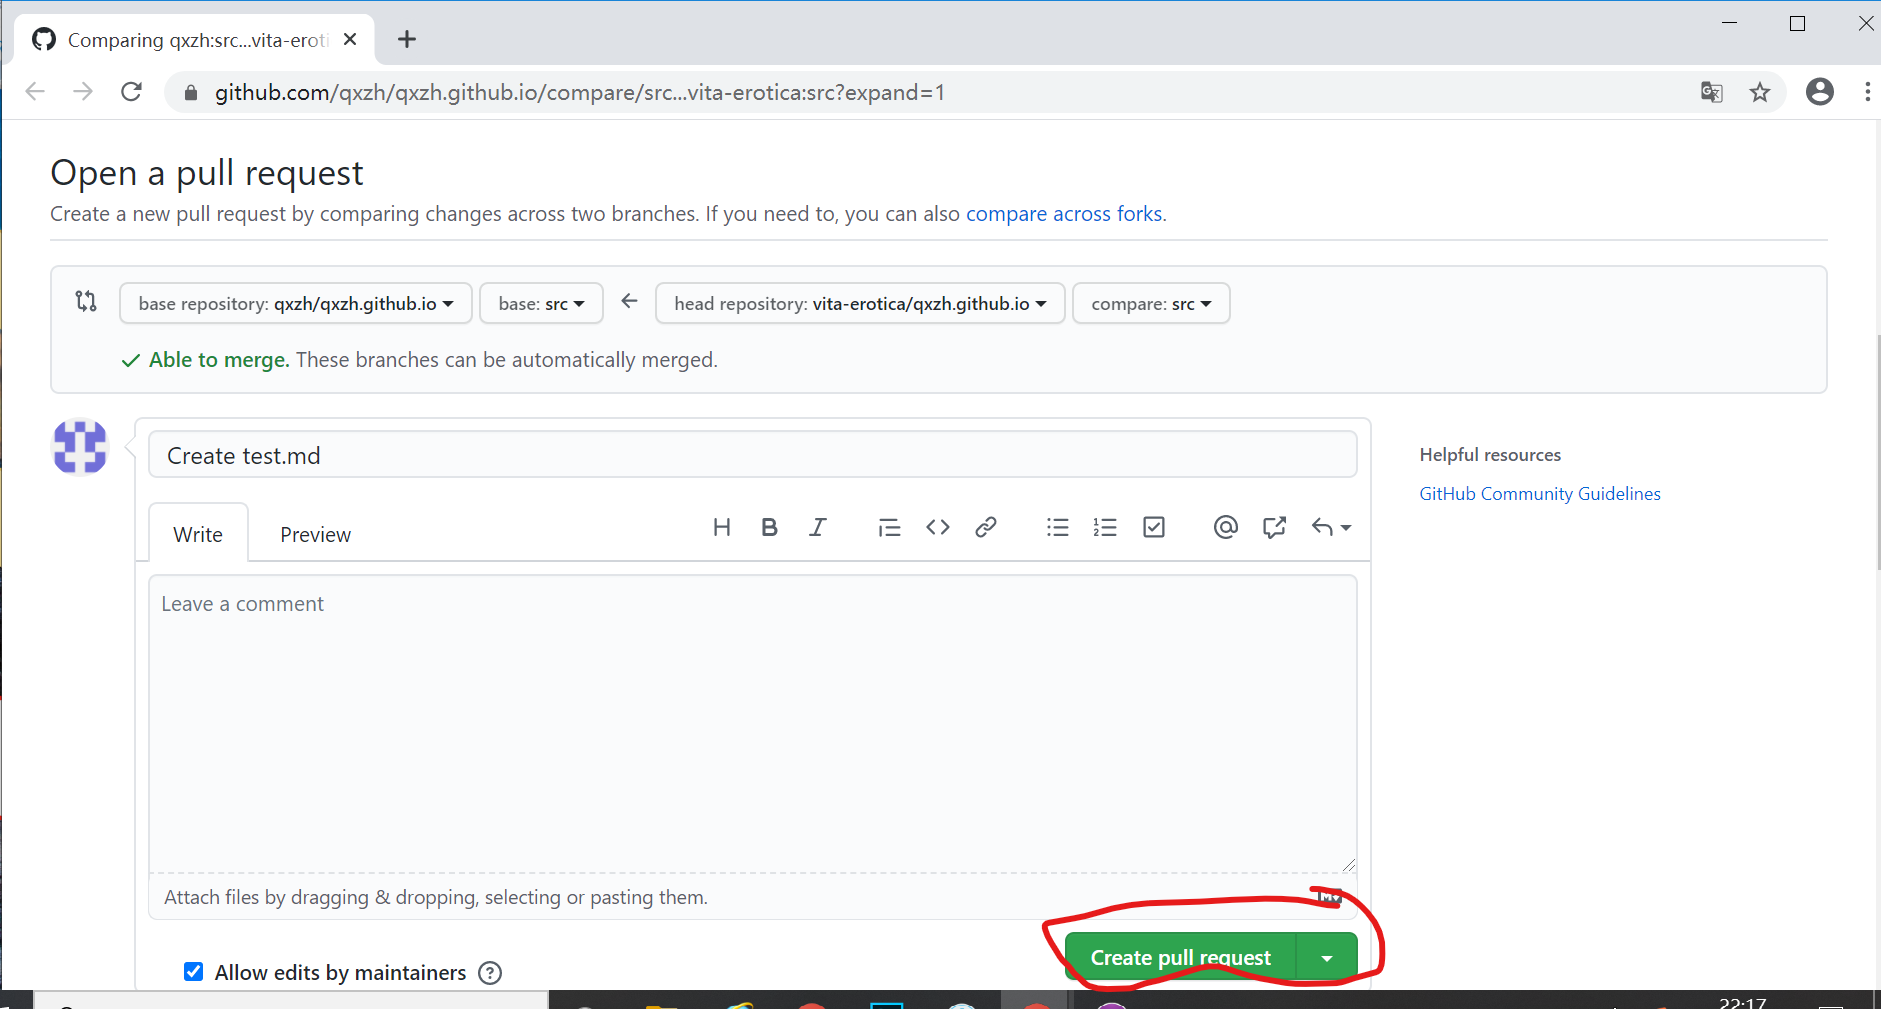 Comparing qxzh:src...vita-eroti
github.com/qxzh/qxzh.github.io/compare/src...vita-erotica:src?expand=1
Open a pull request
Create a new pull request by comparing changes across two branches. If you need to, you can also compare across forks.
base repository: qxzh/qxzh.github.io base: src head repository: vita-erotica/qxzh.github.io compare: src
Able to merge. These branches can be automatically merged.
Create test.md
Helpful resources
GitHub Community Guidelines
Write Preview
Leave a comment
Attach files by dragging & dropping, selecting or pasting them.
Create pull request
Allow edits by maintainers
22:17